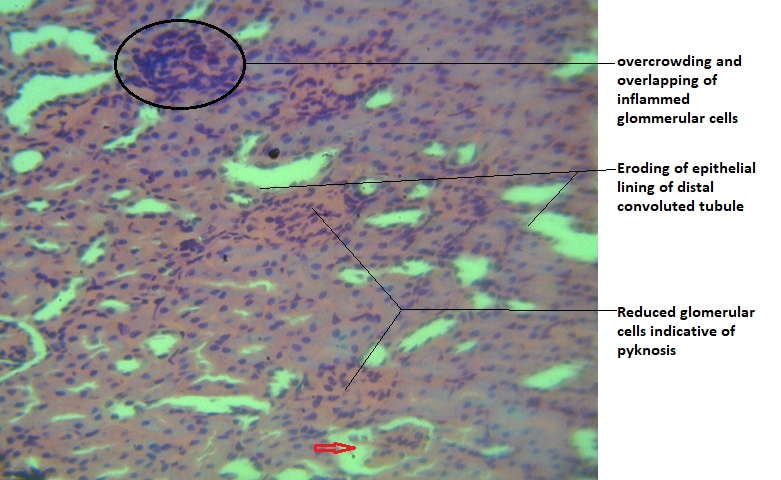 overcrowding and
overlapping of
inflammed
glommerular cells
Eroding of epithelial
lining of distal
convoluted tubule
Reduced glomerular
cells indicative of
pyknosis